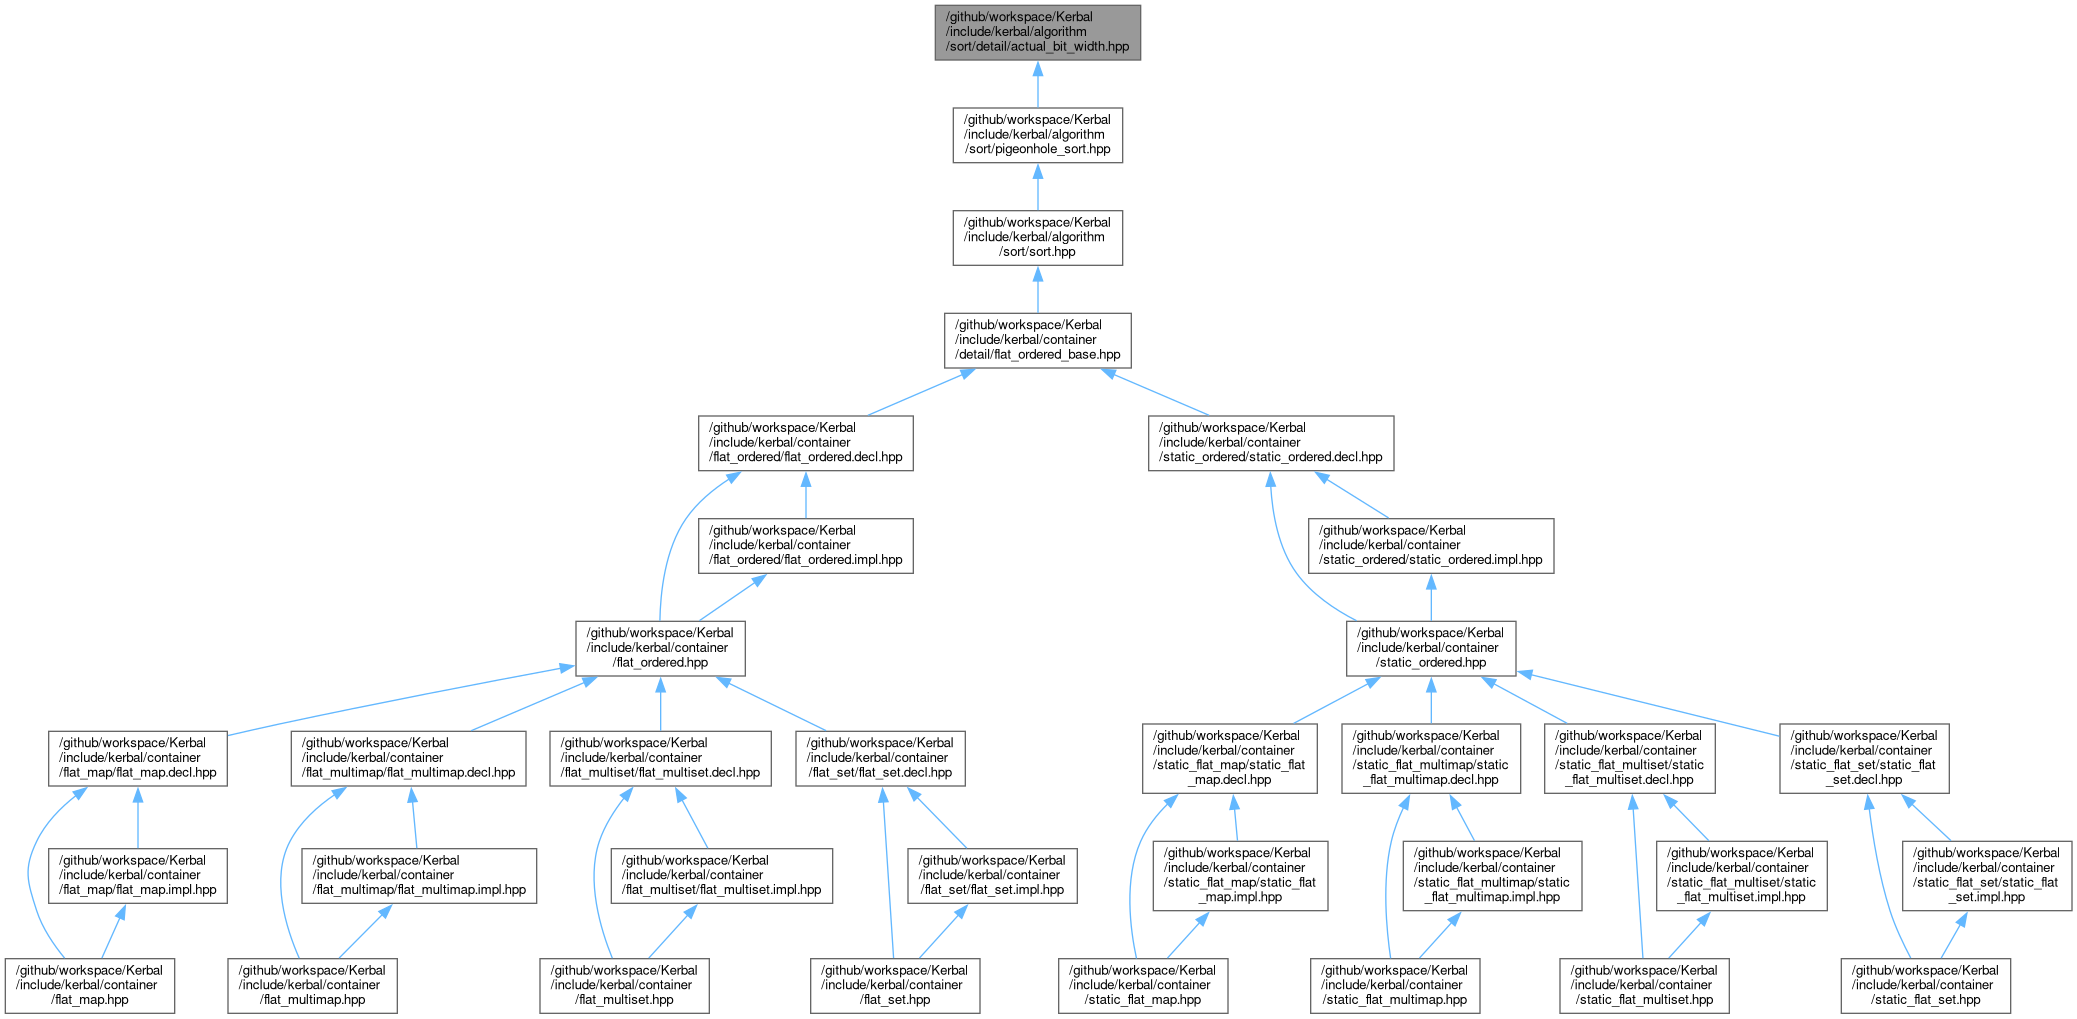 /github/workspace/Kerbal
/include/kerbal/algorithm
/sort/detail/actual_bit_width.hpp
/github/workspace/Kerbal
/include/kerbal/algorithm
/sort/pigeonhole_sort.hpp
/github/workspace/Kerbal
/include/kerbal/algorithm
/sort/sort.hpp
/github/workspace/Kerbal
/include/kerbal/container
/detail/flat_ordered_base.hpp
/github/workspace/Kerbal
/include/kerbal/container
/flat_ordered/flat_ordered.decl.hpp
/github/workspace/Kerbal
/include/kerbal/container
/static_ordered/static_ordered.decl.hpp
/github/workspace/Kerbal
/include/kerbal/container
/flat_ordered/flat_ordered.impl.hpp
/github/workspace/Kerbal
/include/kerbal/container
/static_ordered/static_ordered.impl.hpp
/github/workspace/Kerbal
/include/kerbal/container
/flat_ordered.hpp
/github/workspace/Kerbal
/include/kerbal/container
/static_ordered.hpp
/github/workspace/Kerbal
/include/kerbal/container
/flat_map/flat_map.decl.hpp
/github/workspace/Kerbal
/include/kerbal/container
/flat_multimap/flat_multimap.decl.hpp
/github/workspace/Kerbal
/include/kerbal/container
/flat_multiset/flat_multiset.decl.hpp
/github/workspace/Kerbal
/include/kerbal/container
/flat_set/flat_set.decl.hpp
/github/workspace/Kerbal
/include/kerbal/container
/static_flat_map/static_flat
_map.decl.hpp
/github/workspace/Kerbal
/include/kerbal/container
/static_flat_multimap/static
_flat_multimap.decl.hpp
/github/workspace/Kerbal
/include/kerbal/container
/static_flat_multiset/static
_flat_multiset.decl.hpp
/github/workspace/Kerbal
/include/kerbal/container
/static_flat_set/static_flat
_set.decl.hpp
/github/workspace/Kerbal
/include/kerbal/container
/flat_map/flat_map.impl.hpp
/github/workspace/Kerbal
/include/kerbal/container
/flat_multimap/flat_multimap.impl.hpp
/github/workspace/Kerbal
/include/kerbal/container
/flat_multiset/flat_multiset.impl.hpp
/github/workspace/Kerbal
/include/kerbal/container
/flat_set/flat_set.impl.hpp
/github/workspace/Kerbal
/include/kerbal/container
/static_flat_map/static_flat
_map.impl.hpp
/github/workspace/Kerbal
/include/kerbal/container
/static_flat_multimap/static
_flat_multimap.impl.hpp
/github/workspace/Kerbal
/include/kerbal/container
/static_flat_multiset/static
_flat_multiset.impl.hpp
/github/workspace/Kerbal
/include/kerbal/container
/static_flat_set/static_flat
_set.impl.hpp
/github/workspace/Kerbal
/include/kerbal/container
/flat_map.hpp
/github/workspace/Kerbal
/include/kerbal/container
/flat_multimap.hpp
/github/workspace/Kerbal
/include/kerbal/container
/flat_multiset.hpp
/github/workspace/Kerbal
/include/kerbal/container
/flat_set.hpp
/github/workspace/Kerbal
/include/kerbal/container
/static_flat_map.hpp
/github/workspace/Kerbal
/include/kerbal/container
/static_flat_multimap.hpp
/github/workspace/Kerbal
/include/kerbal/container
/static_flat_multiset.hpp
/github/workspace/Kerbal
/include/kerbal/container
/static_flat_set.hpp